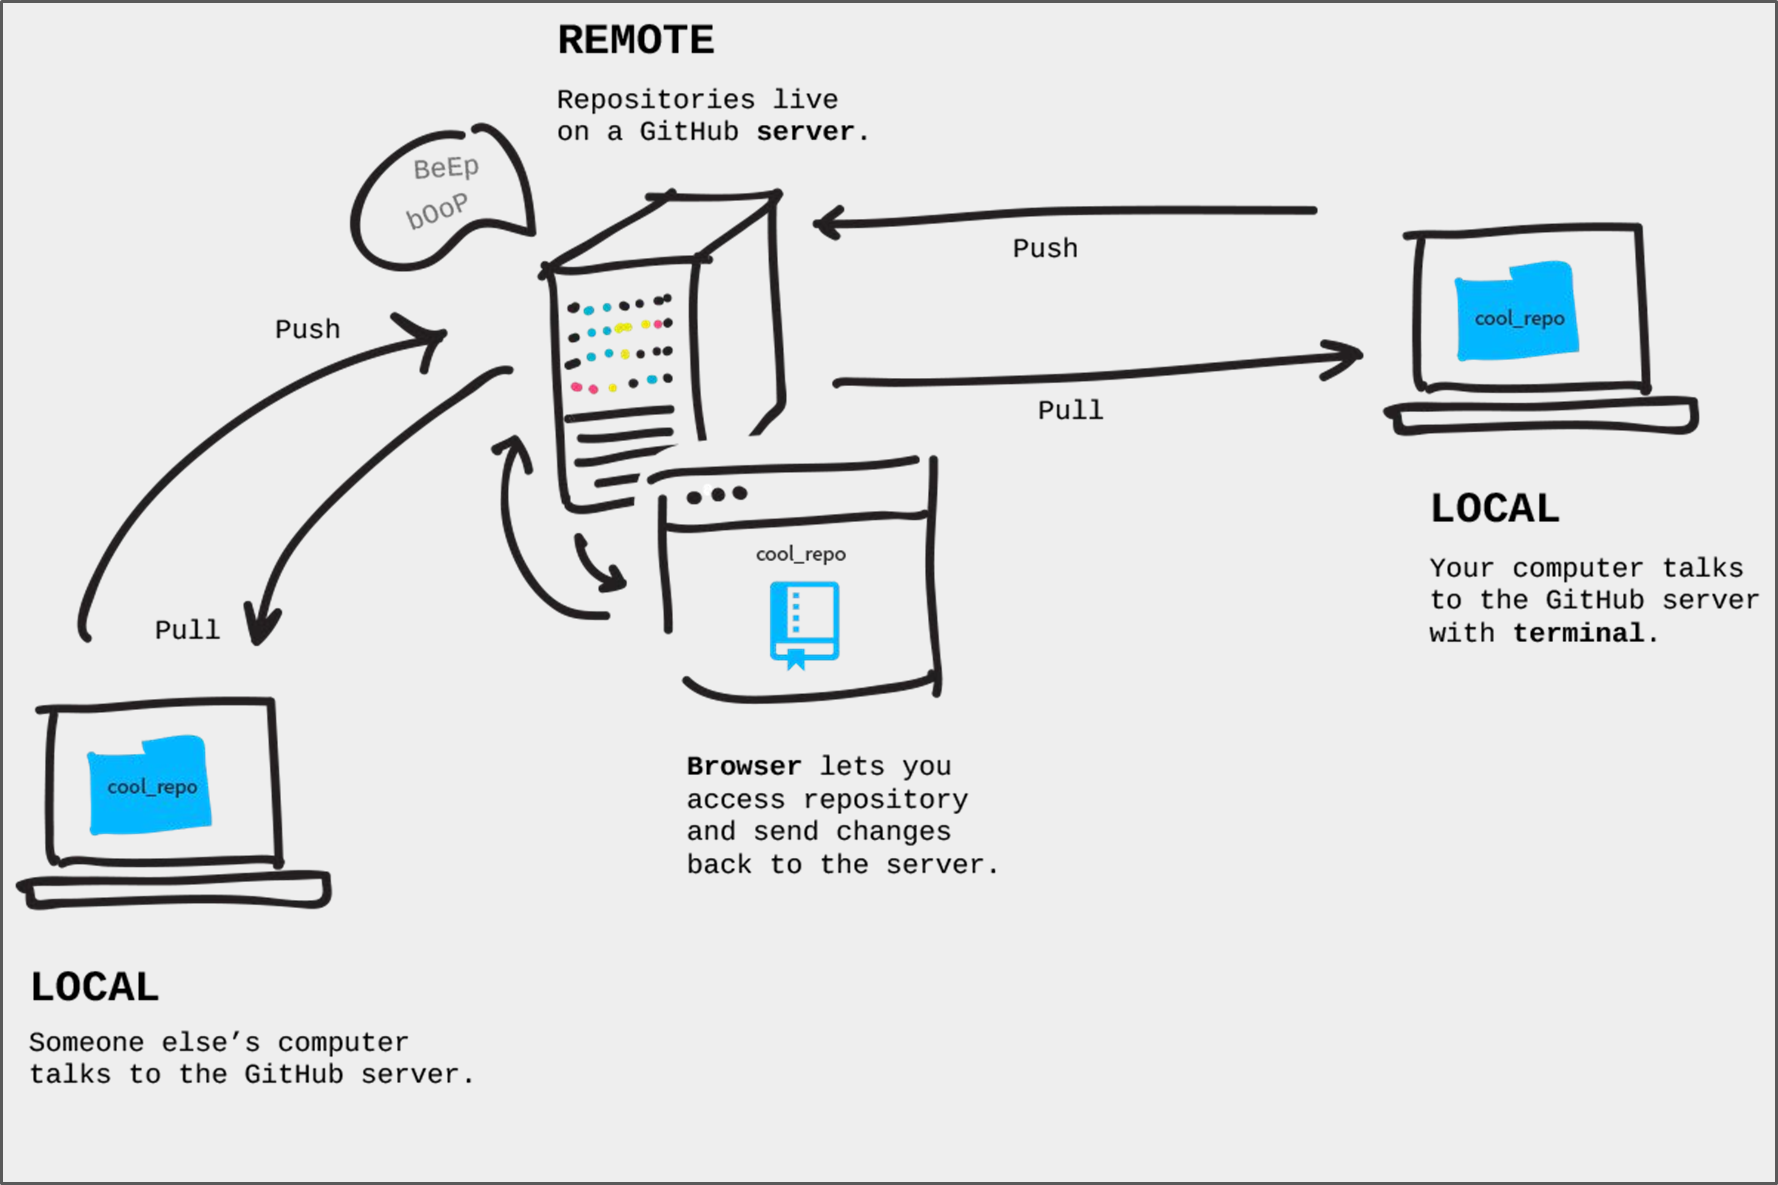 REMOTE
Repositories live
on a GitHub server.
BeEp
bOoP
Push
Pull
Push
Pull
cool_repo
LOCAL
Your computer talks
to the GitHub server
with terminal.
cool_repo
Browser lets you
access repository
and send changes
back to the server.
cool_repo
LOCAL
Someone else’s computer
talks to the GitHub server.